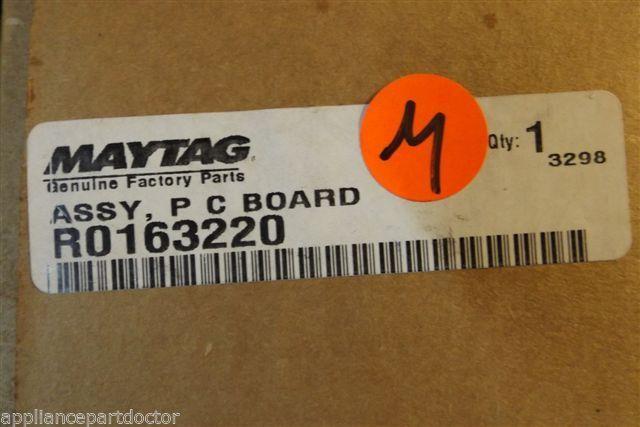 MAYTAG
Genuine Factory Parts
M
Qty: 1
3298
ASSY, P C BOARD
R0163220
appliancepartdoctor